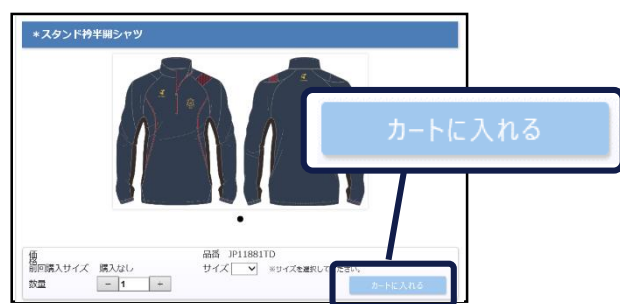 *スタンド衿半開シャツ
カートに入れる
価格
品番 JP11881TD
前回購入サイズ 購入なし
サイズ ※サイズを選択してください。
数量 - 1 +
カートに入れる